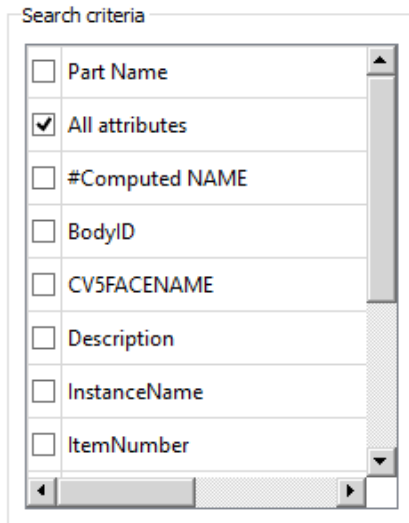 Search criteria
Part Name
All attributes
#Computed NAME
BodyID
CV5FACENAME
Description
InstanceName
ItemNumber